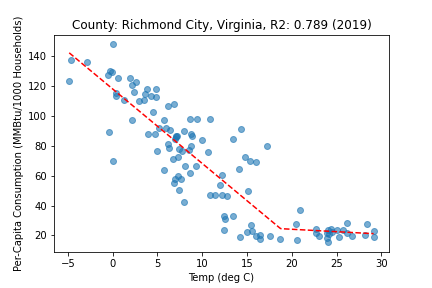 County: Richmond City, Virginia, R2: 0.789 (2019)
Per-Capita Consumption (MMBtu/1000 Households)
140
120
100
80
60
40
20
−5 0 5 10 15 20 25 30
Temp (deg C)